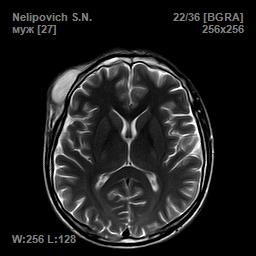 Nelipovich S.N.
22/36 [BGRA]
муж [27]
256x256
W:256 L:128